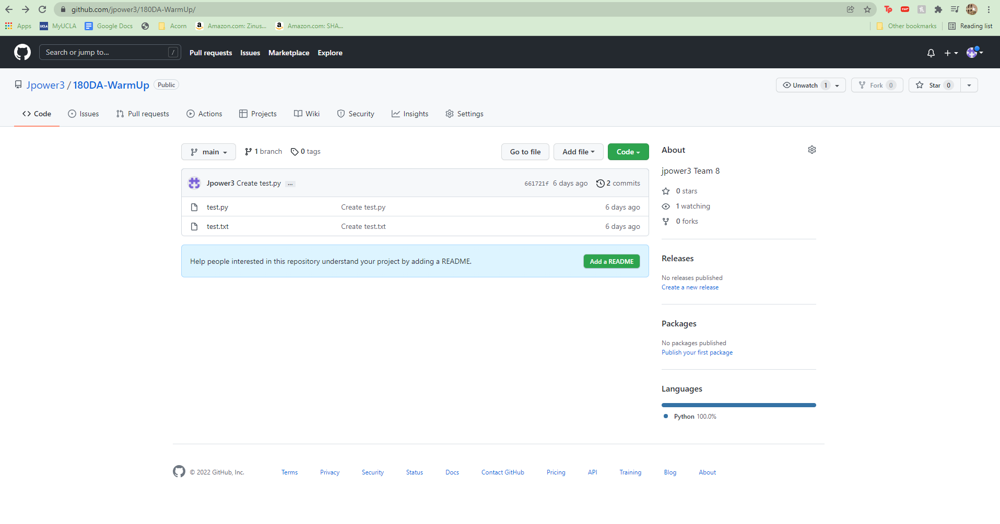 github.com/jpower3/180DA-WarmUp/
Tp
Apps UCLA MyUCLA Google Docs Acorn a Amazon.com: Zinus... a Amazon.com: SHA... Other bookmarks Reading list
Search or jump to... / Pull requests Issues Marketplace Explore
Jpower3 / 180DA-WarmUp Public Unwatch 1 Fork 0 Star 0
Code Issues Pull requests Actions Projects Wiki Security Insights Settings
main 1 branch 0 tags Go to file Add file Code
Jpower3 Create test.py ... 661721f 6 days ago 2 commits
test.py Create test.py 6 days ago
test.txt Create test.txt 6 days ago
Help people interested in this repository understand your project by adding a README. Add a README
About
jpower3 Team 8
0 stars
1 watching
0 forks
Releases
No releases published
Create a new release
Packages
No packages published
Publish your first package
Languages
Python 100.0%
© 2022 GitHub, Inc. Terms Privacy Security Status Docs Contact GitHub Pricing API Training Blog About